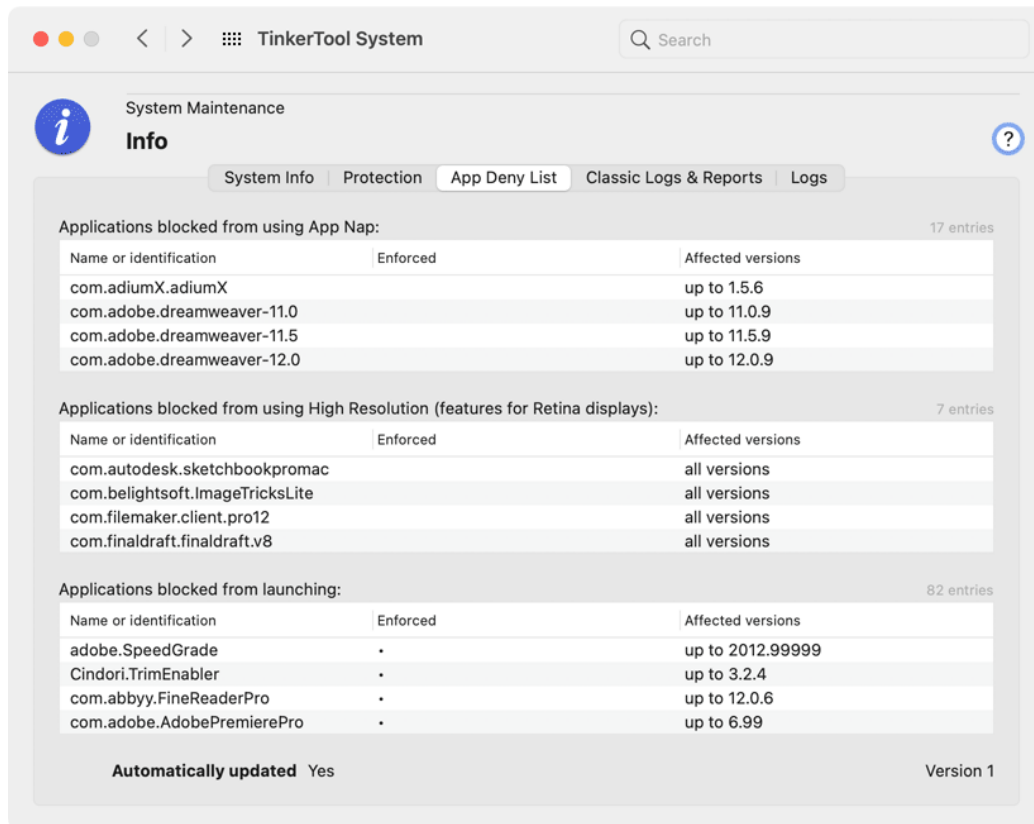 TinkerTool System
Search
System Maintenance
Info
?
System Info Protection App Deny List Classic Logs & Reports Logs
Applications blocked from using App Nap: 17 entries
Name or identification Enforced Affected versions
com.adiumX.adiumX up to 1.5.6
com.adobe.dreamweaver-11.0 up to 11.0.9
com.adobe.dreamweaver-11.5 up to 11.5.9
com.adobe.dreamweaver-12.0 up to 12.0.9
Applications blocked from using High Resolution (features for Retina displays): 7 entries
Name or identification Enforced Affected versions
com.autodesk.sketchbookpromac all versions
com.belightsoft.ImageTricksLite all versions
com.filemaker.client.pro12 all versions
com.finaldraft.finaldraft.v8 all versions
Applications blocked from launching: 82 entries
Name or identification Enforced Affected versions
adobe.SpeedGrade • up to 2012.99999
Cindori.TrimEnabler • up to 3.2.4
com.abbyy.FineReaderPro • up to 12.0.6
com.adobe.AdobePremierePro • up to 6.99
Automatically updated Yes Version 1